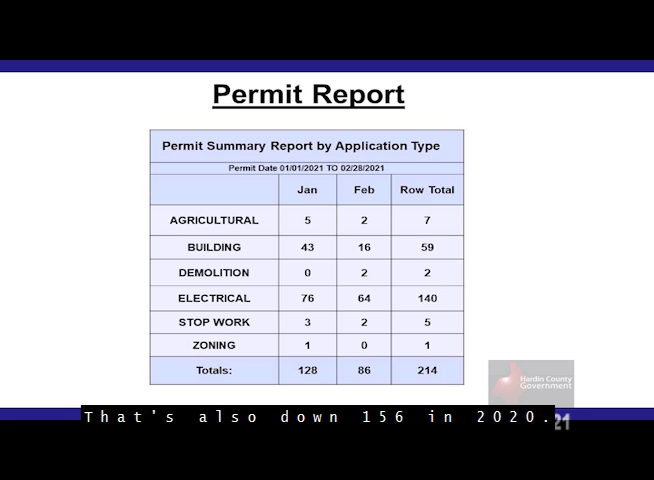 Permit Report
Permit Summary Report by Application Type
Permit Date 01/01/2021 TO 02/28/2021
Jan Feb Row Total
AGRICULTURAL 5 2 7
BUILDING 43 16 59
DEMOLITION 0 2 2
ELECTRICAL 76 64 140
STOP WORK 3 2 5
ZONING 1 0 1
Totals: 128 86 214
Hardin County
Government
21
That's also down 156 in 2020.